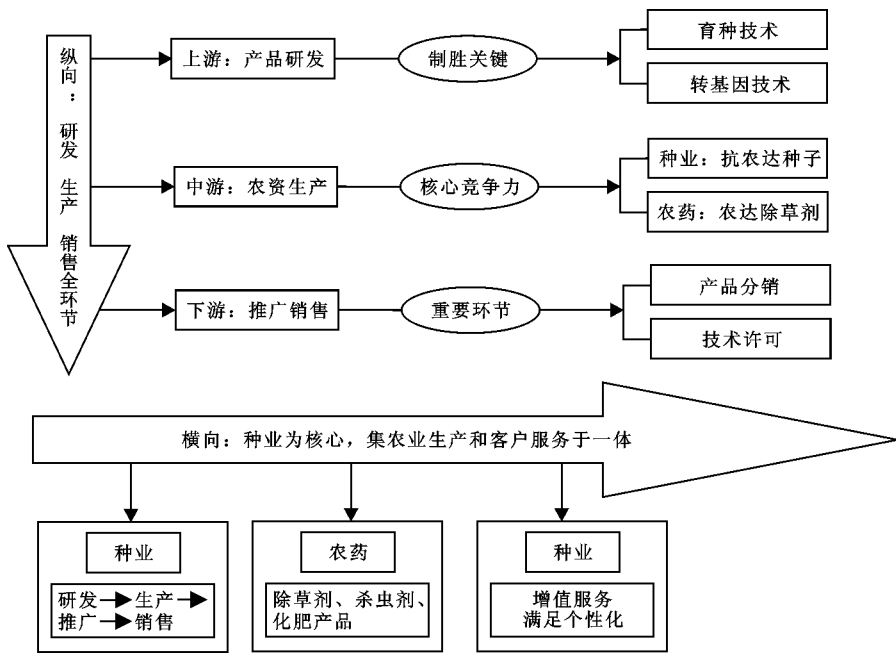 纵向：研发 生产 销售全环节
上游：产品研发
制胜关键
育种技术
转基因技术
中游：农资生产
核心竞争力
种业：抗农达种子
农药：农达除草剂
下游：推广销售
重要环节
产品分销
技术许可
横向：种业为核心，集农业生产和客户服务于一体
种业
研发→生产→
推广→销售
农药
除草剂、杀虫剂、
化肥产品
种业
增值服务
满足个性化